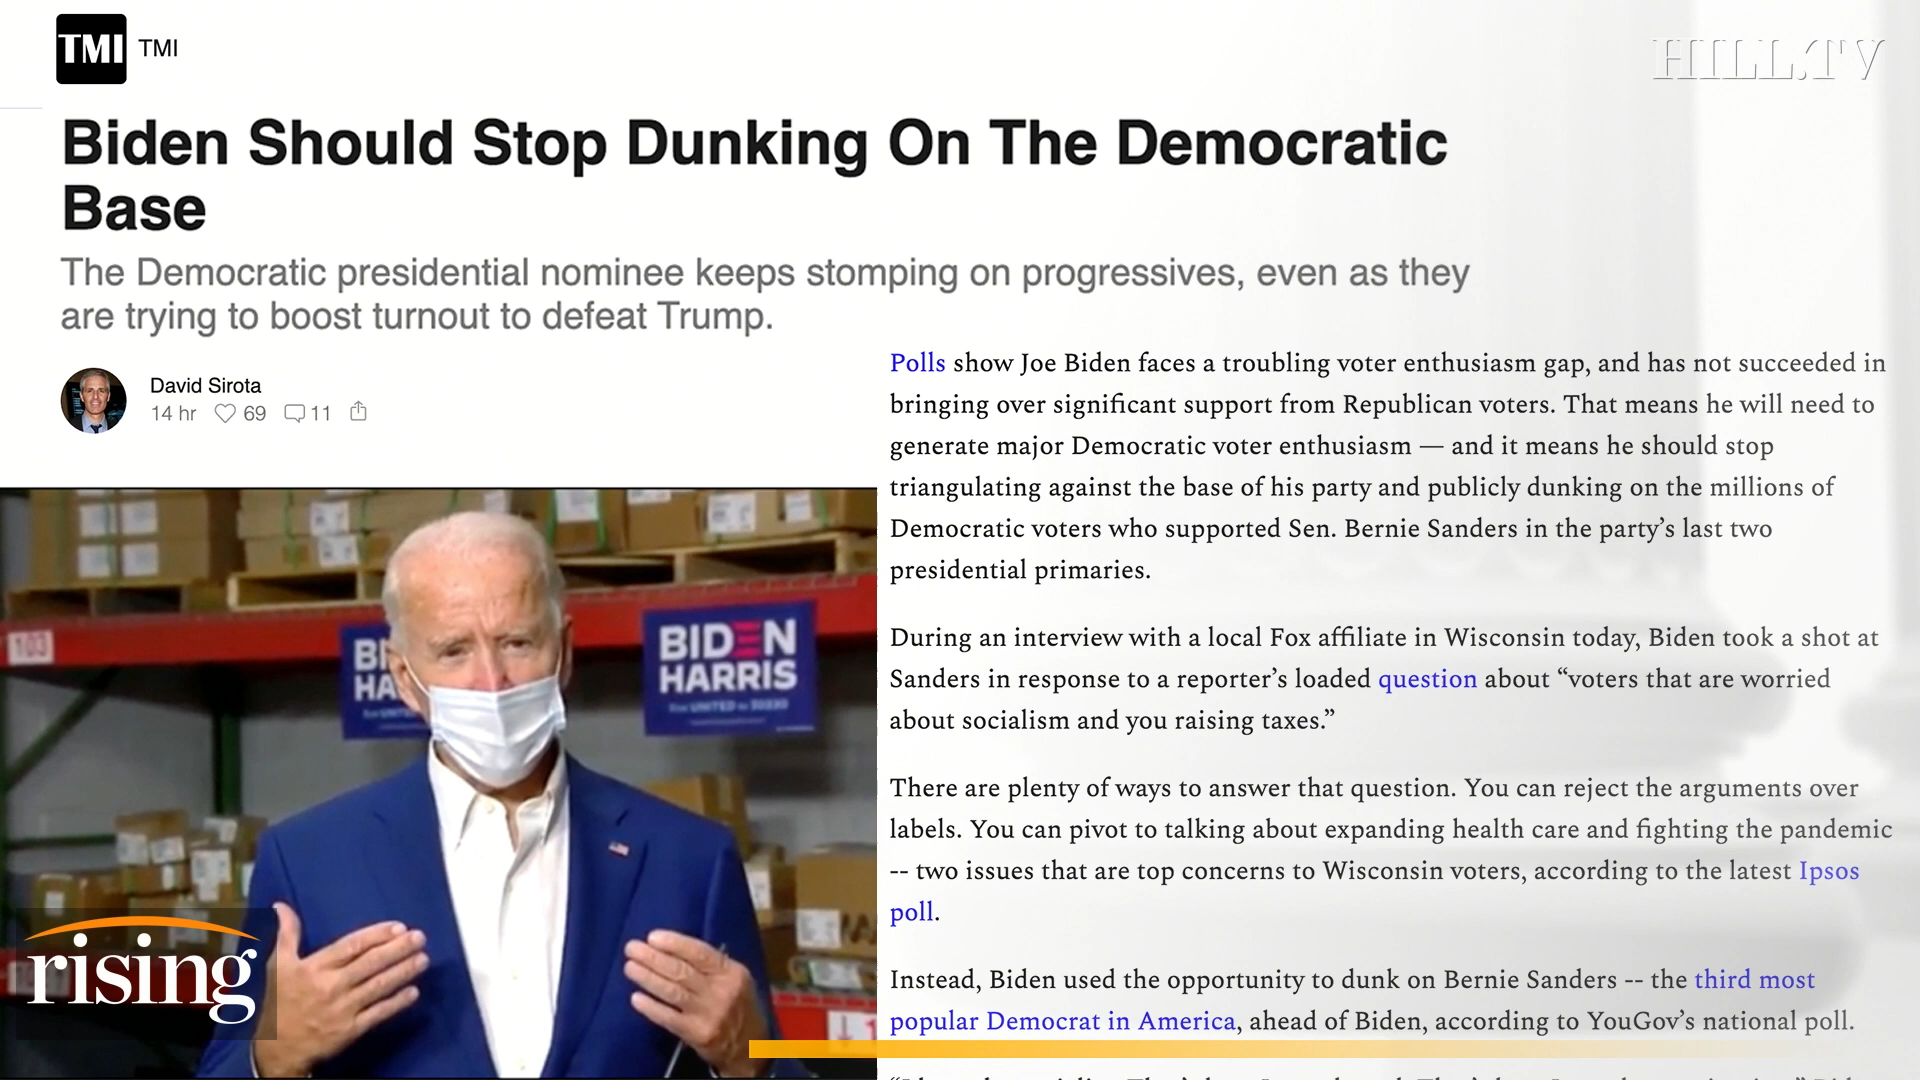 TMI TMI
HILL.TV
Biden Should Stop Dunking On The Democratic
Base
The Democratic presidential nominee keeps stomping on progressives, even as they
are trying to boost turnout to defeat Trump.
David Sirota
14 hr 69 11
Polls show Joe Biden faces a troubling voter enthusiasm gap, and has not succeeded in
bringing over significant support from Republican voters. That means he will need to
generate major Democratic voter enthusiasm — and it means he should stop
triangulating against the base of his party and publicly dunking on the millions of
Democratic voters who supported Sen. Bernie Sanders in the party’s last two
presidential primaries.
During an interview with a local Fox affiliate in Wisconsin today, Biden took a shot at
Sanders in response to a reporter’s loaded question about “voters that are worried
about socialism and you raising taxes.”
There are plenty of ways to answer that question. You can reject the arguments over
labels. You can pivot to talking about expanding health care and fighting the pandemic
-- two issues that are top concerns to Wisconsin voters, according to the latest Ipsos
poll.
Instead, Biden used the opportunity to dunk on Bernie Sanders -- the third most
popular Democrat in America, ahead of Biden, according to YouGov’s national poll.
103
BI
HA
BIDEN
HARRIS
rising